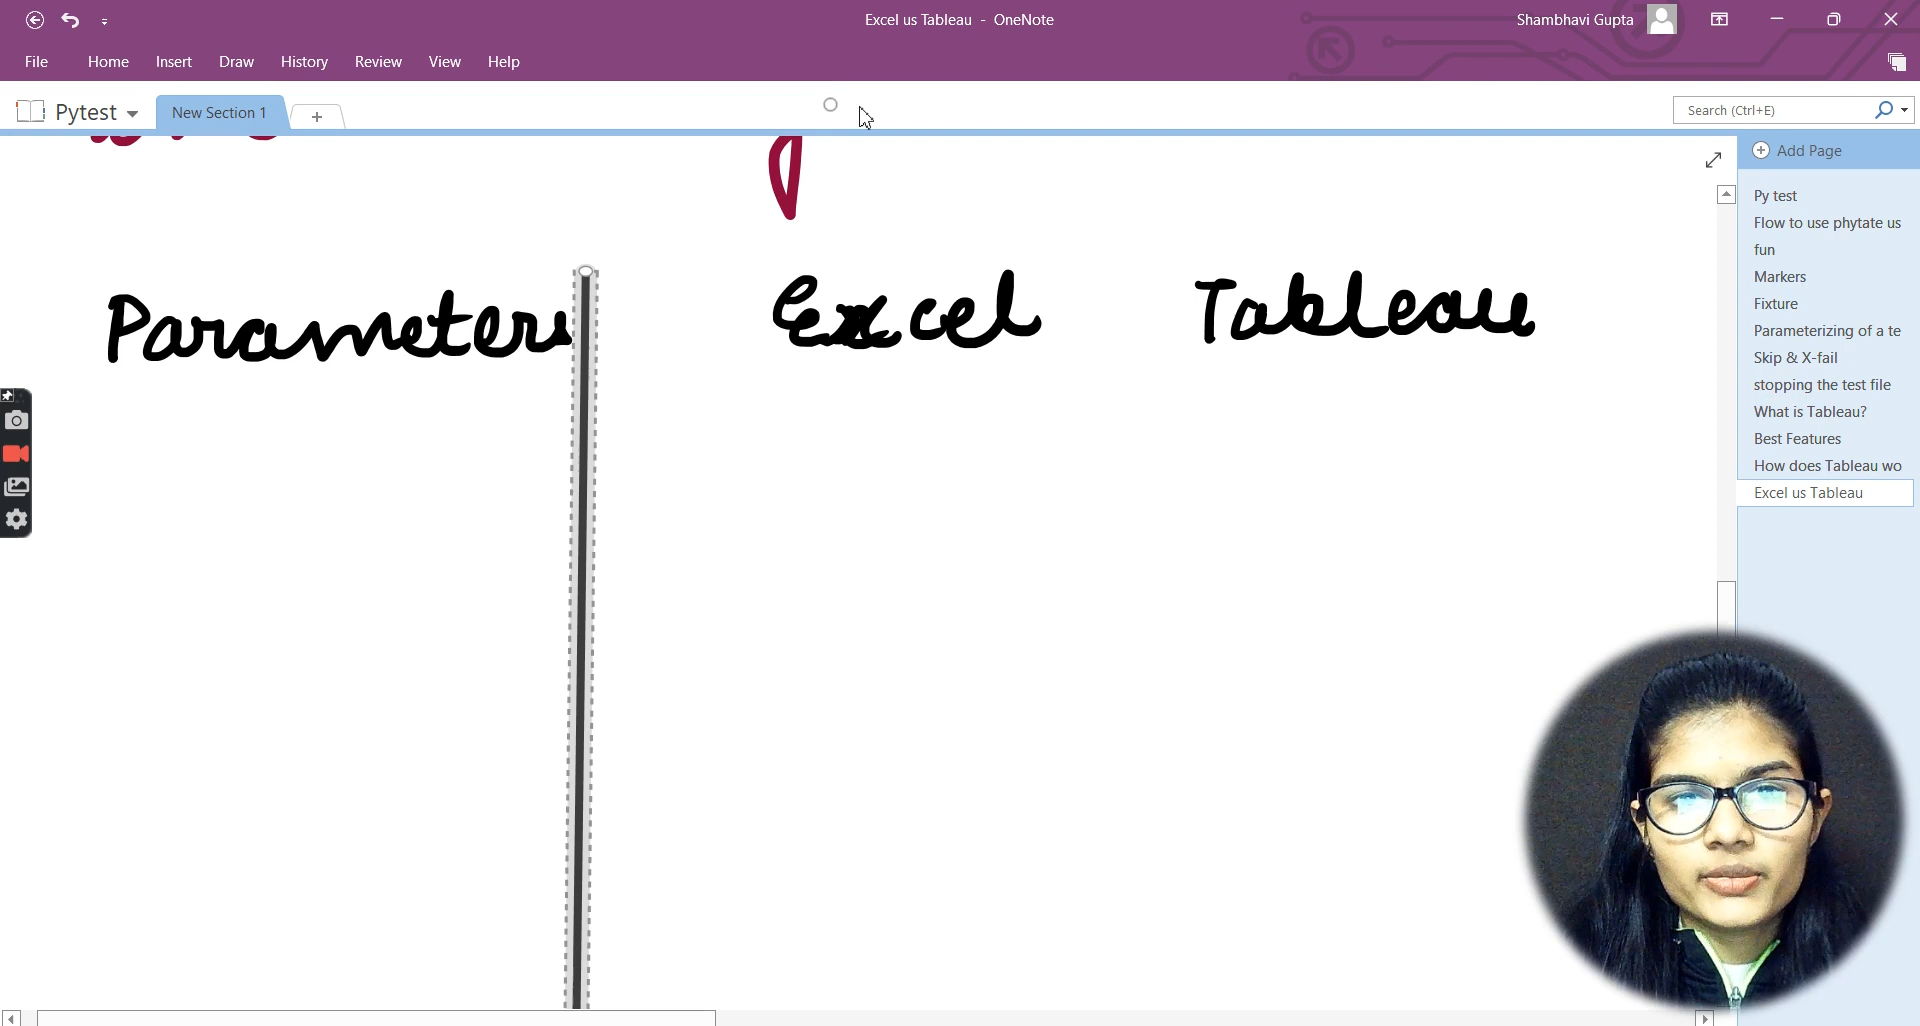 Excel us Tableau - OneNote
Shambhavi Gupta
File Home Insert Draw History Review View Help
Pytest
New Section 1
+
Search (Ctrl+E)
Add Page
Parameters Excel Tableau
Py test
Flow to use phytate us
fun
Markers
Fixture
Parameterizing of a te
Skip & X-fail
stopping the test file
What is Tableau?
Best Features
How does Tableau wo
Excel us Tableau